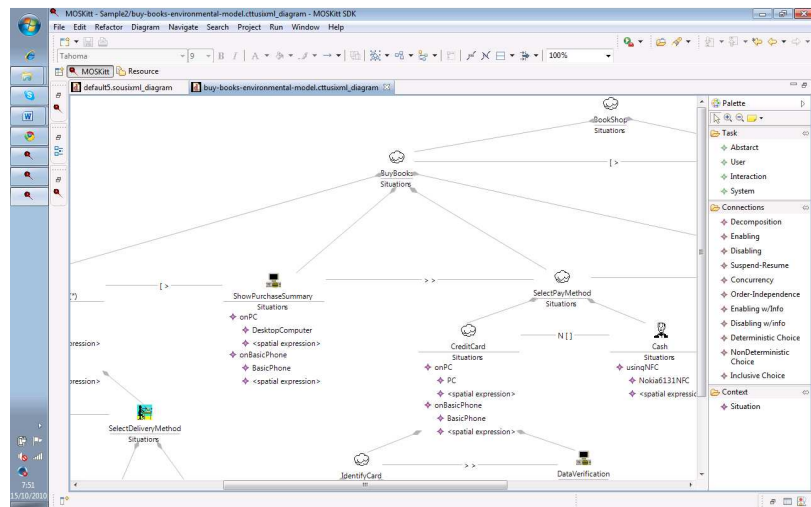 MOSKitt - Sample2/buy-books-environmental-model.cttusixml_diagram - MOSKitt SDK
File Edit Refactor Diagram Navigate Search Project Run Window Help
Tahoma 9 B I A 100%
MOSKitt Resource
default5.sousixml_diagram buy-books-environmental-model.cttusixml_diagram
BookShop
Situations
[ >
BuyBooks
Situations
[ > ShowPurchaseSummary > > SelectPayMethod
Situations Situations
onPC
DesktopComputer
<spatial expression>
onBasicPhone
BasicPhone
<spatial expression>
CreditCard N [ ] Cash
Situations Situations
onPC usingNFC
PC Nokia6131NFC
<spatial expression> <spatial expressic
onBasicPhone
BasicPhone
<spatial expression>
*)
ression>
ression>
SelectDeliveryMethod
Situations
IdentifyCard > > DataVerification
Palette
Task
Abstarct
User
Interaction
System
Connections
Decomposition
Enabling
Disabling
Suspend-Resume
Concurrency
Order-Independence
Enabling w/Info
Disabling w/info
Deterministic Choice
NonDeterministic
Choice
Inclusive Choice
Context
Situation
7:51
15/10/2010